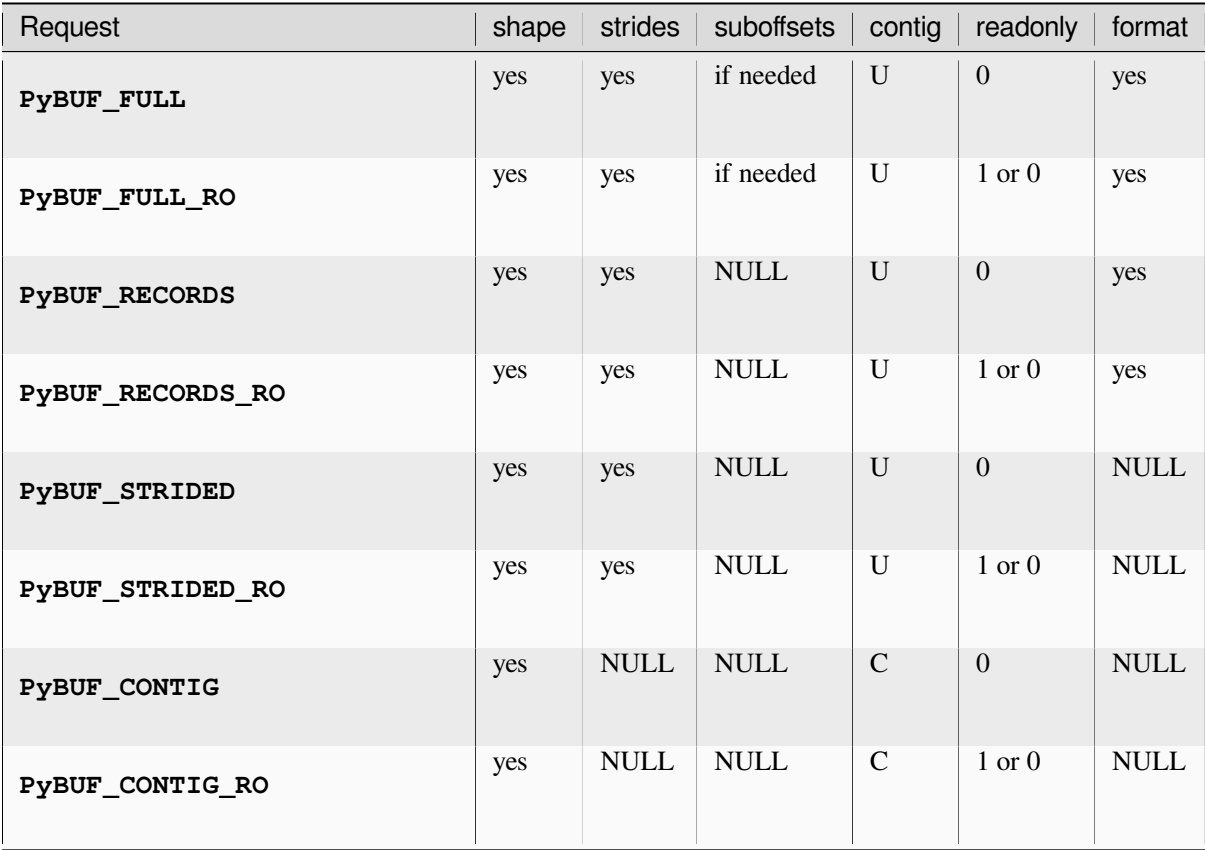 Request shape strides suboffsets contig readonly format
PyBUF_FULL yes yes if needed U 0 yes
PyBUF_FULL_RO yes yes if needed U 1 or 0 yes
PyBUF_RECORDS yes yes NULL U 0 yes
PyBUF_RECORDS_RO yes yes NULL U 1 or 0 yes
PyBUF_STRIDED yes yes NULL U 0 NULL
PyBUF_STRIDED_RO yes yes NULL U 1 or 0 NULL
PyBUF_CONTIG yes NULL NULL C 0 NULL
PyBUF_CONTIG_RO yes NULL NULL C 1 or 0 NULL